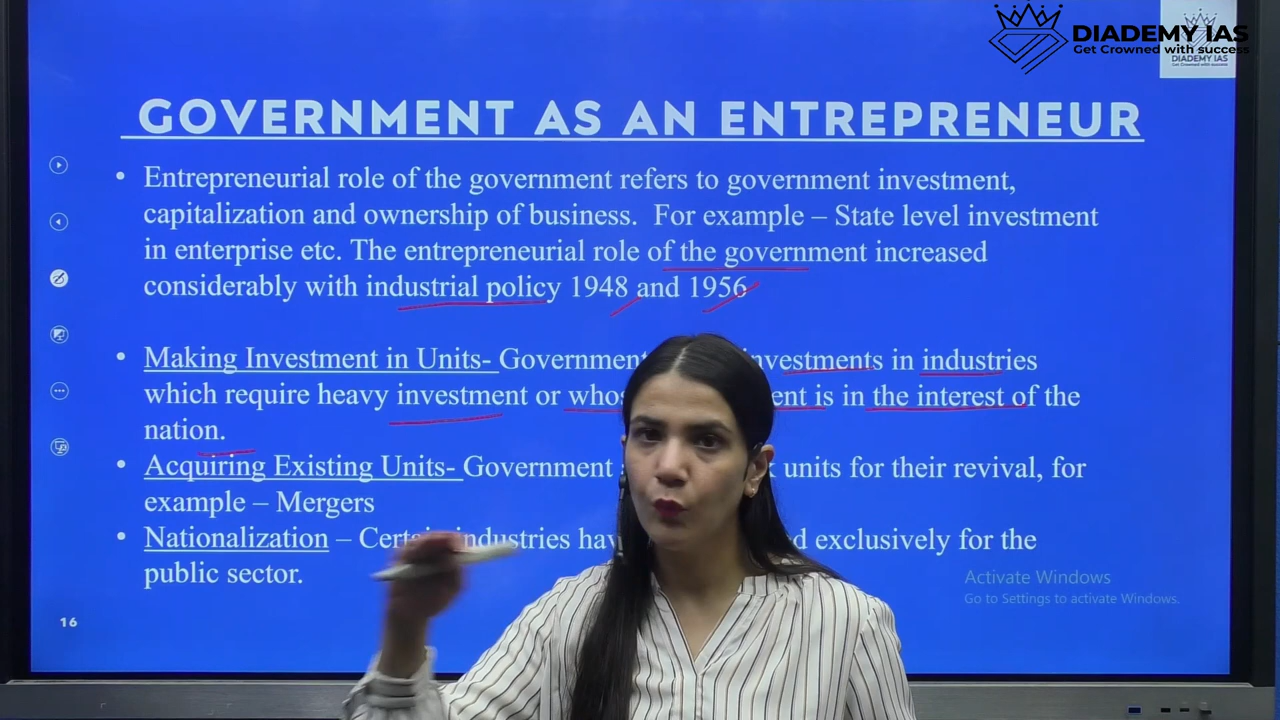 DIADEMY IAS
Get Crowned with success
DIADEMY IAS
Get Crowned with success
GOVERNMENT AS AN ENTREPRENEUR
• Entrepreneurial role of the government refers to government investment,
capitalization and ownership of business. For example – State level investment
in enterprise etc. The entrepreneurial role of the government increased
considerably with industrial policy 1948 and 1956
• Making Investment in Units- Government investments in industries
which require heavy investment or is in the interest of the
nation.
• Acquiring Existing Units- Government units for their revival, for
example – Mergers
• Nationalization – Certain industries exclusively for the
public sector.
Activate Windows
Go to Settings to activate Windows.
16